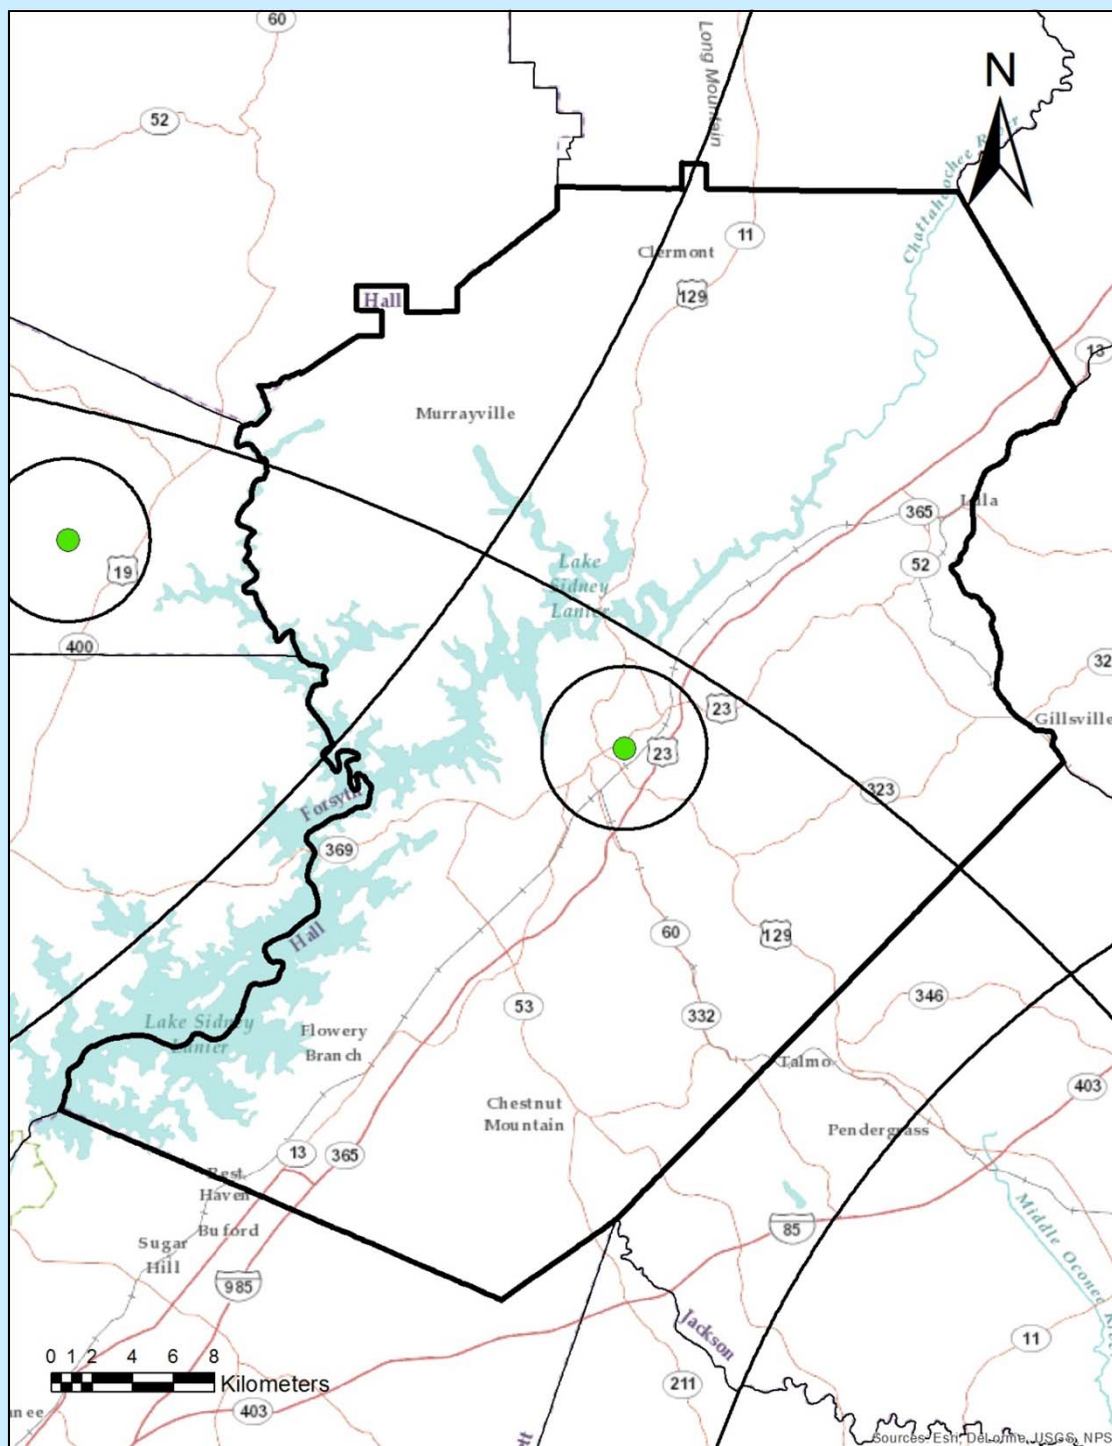 60
Long Mountain
N
52
Chattahoochee River
11
Clermont
129
Hall
13
Murrayville
365
Lula
52
Lake
Sidney
Lanier
19
400
32
23
Gillsville
23
323
Forsyth
369
60
129
Hall
53
346
332
Lake Sidney
Lanier
Flowery
Branch
Talmo
403
Chestnut
Mountain
Pendergrass
13
365
Rest
Haven
Buford
Middle Oconee
85
Sugar
Hill
985
Jackson
11
0 1 2 4 6 8
Kilometers
211
403
nee
Sources: Esri, DeLorme, USGS, NPS